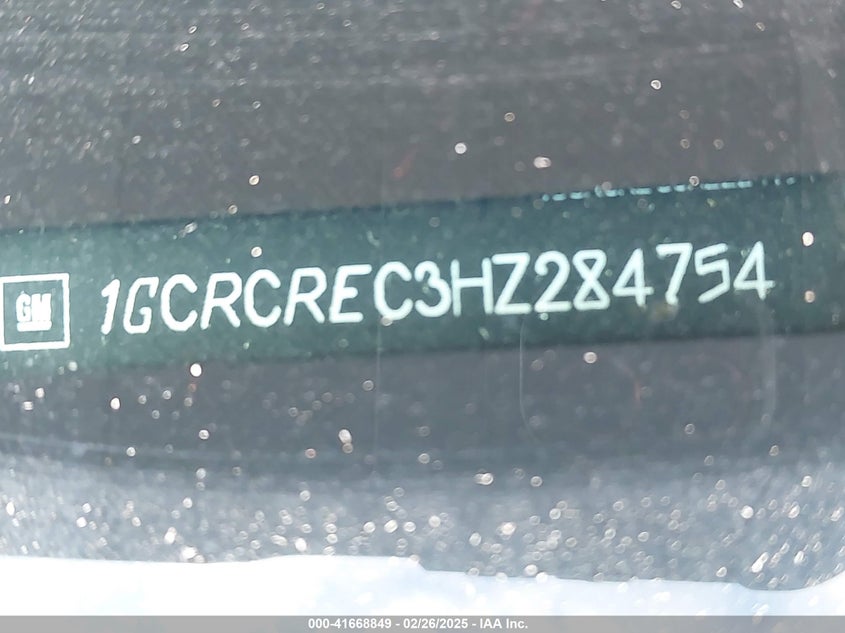 GM 1GCRCREC3HZ284754
000-41668849 / 02/26/2025 / IAA Inc.